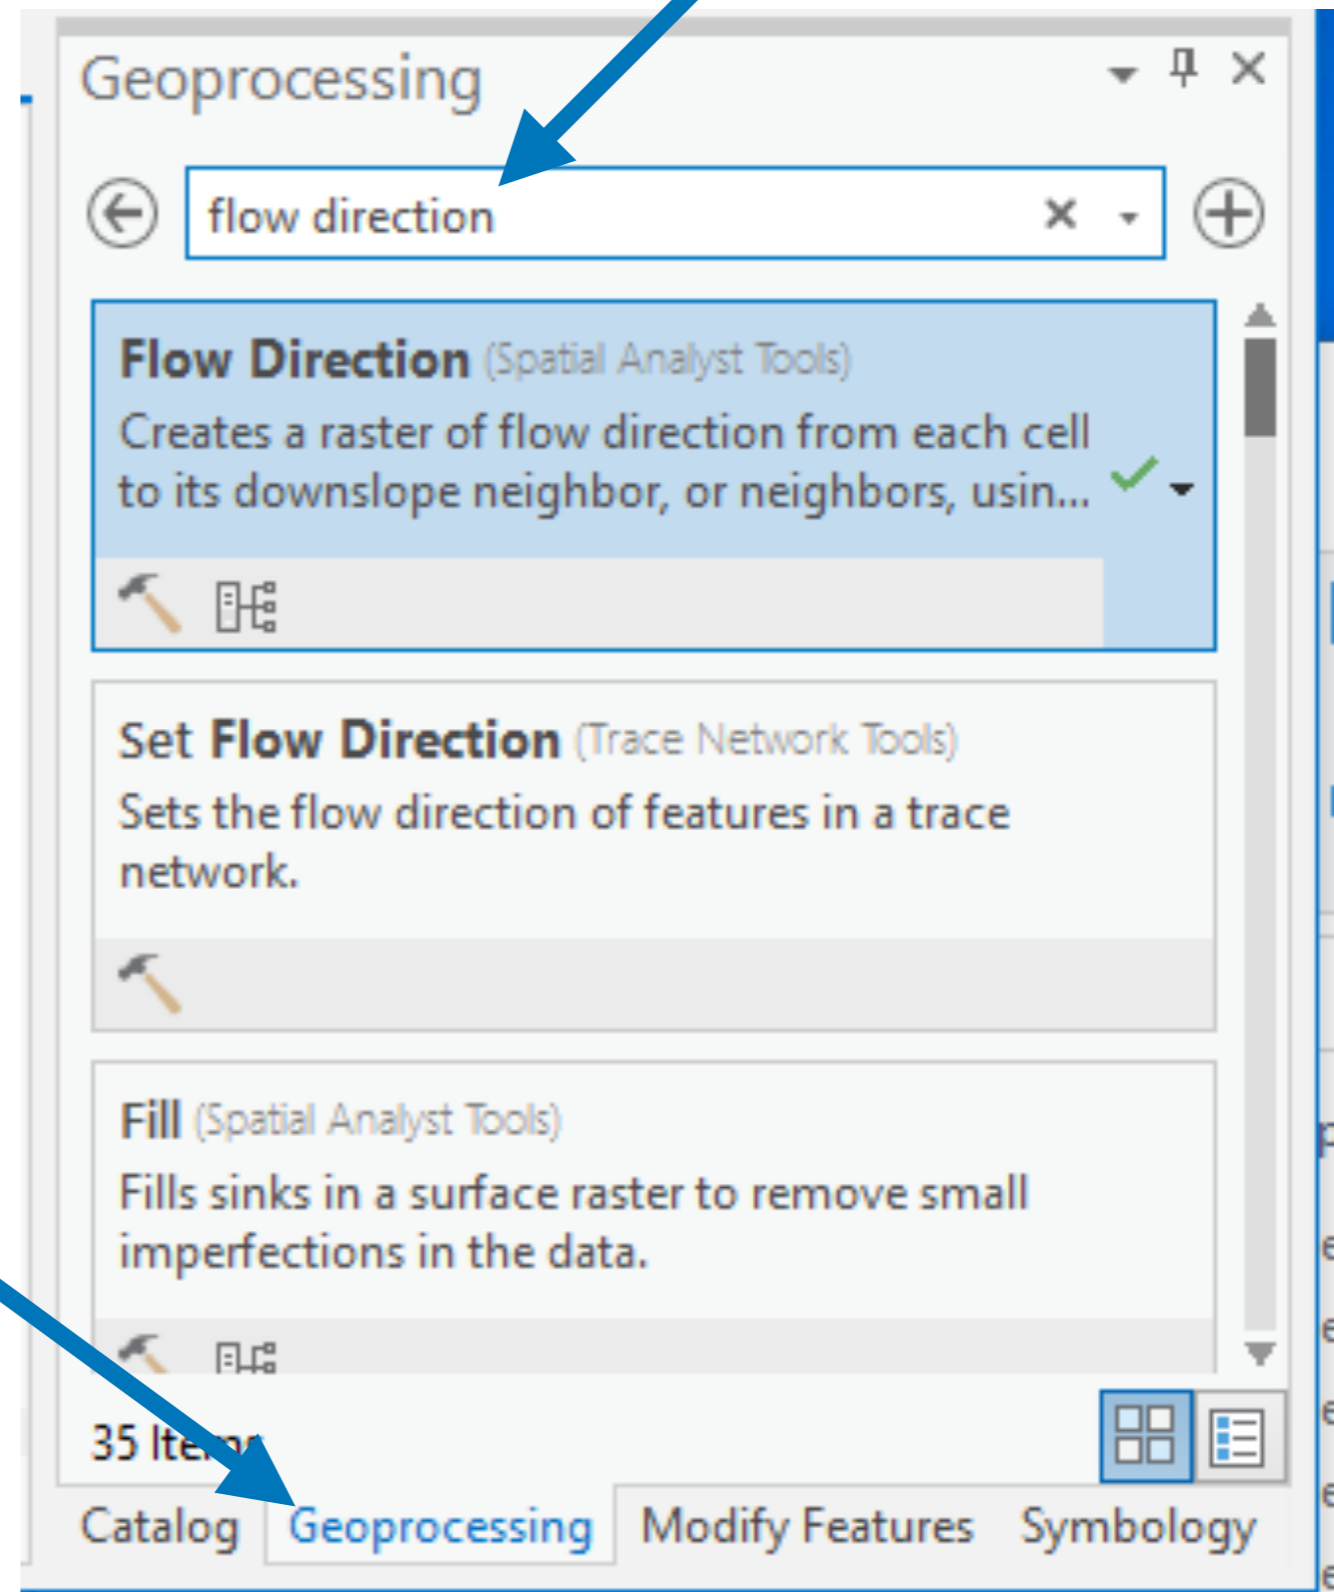 Geoprocessing
flow direction
Flow Direction (Spatial Analyst Tools)
Creates a raster of flow direction from each cell
to its downslope neighbor, or neighbors, usin...
Set Flow Direction (Trace Network Tools)
Sets the flow direction of features in a trace
network.
Fill (Spatial Analyst Tools)
Fills sinks in a surface raster to remove small
imperfections in the data.
35 Items
Catalog Geoprocessing Modify Features Symbology